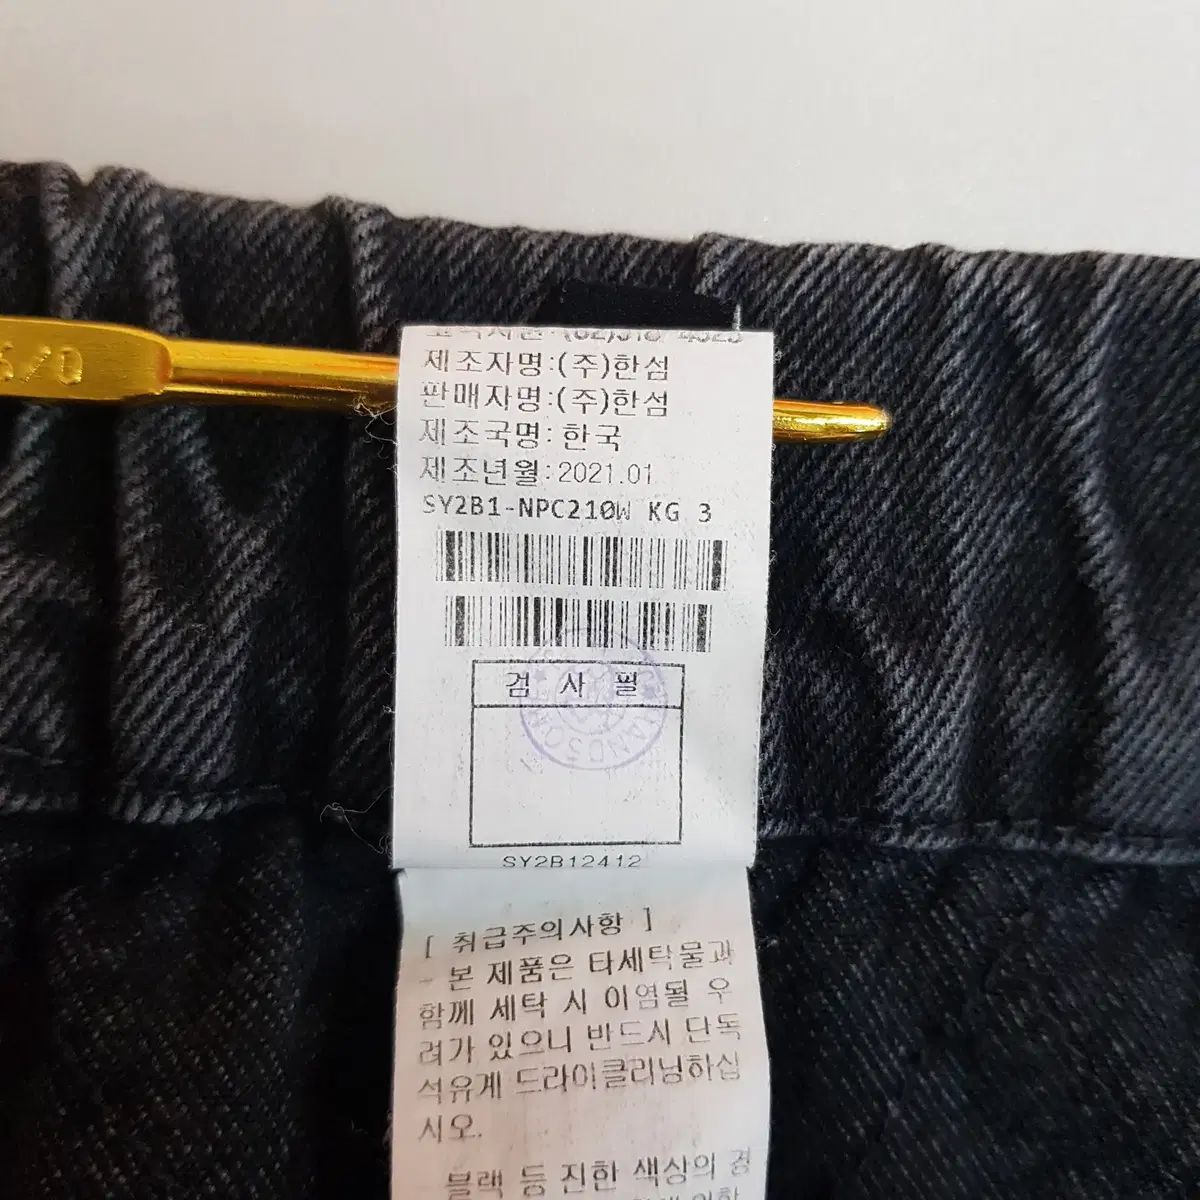 제조자명:(주)한섬
판매자명:(주)한섬
제조국명:한국
제조년월:2021.01
SY2B1-NPC210W KG 3
검 사 필
HANDSOME
SY2B12412
[ 취급주의사항 ]
- 본 제품은 타세탁물과
함께 세탁 시 이염될 우
려가 있으니 반드시 단독
석유계 드라이클리닝하십
시오.
블랙 등 진한 색상의 경